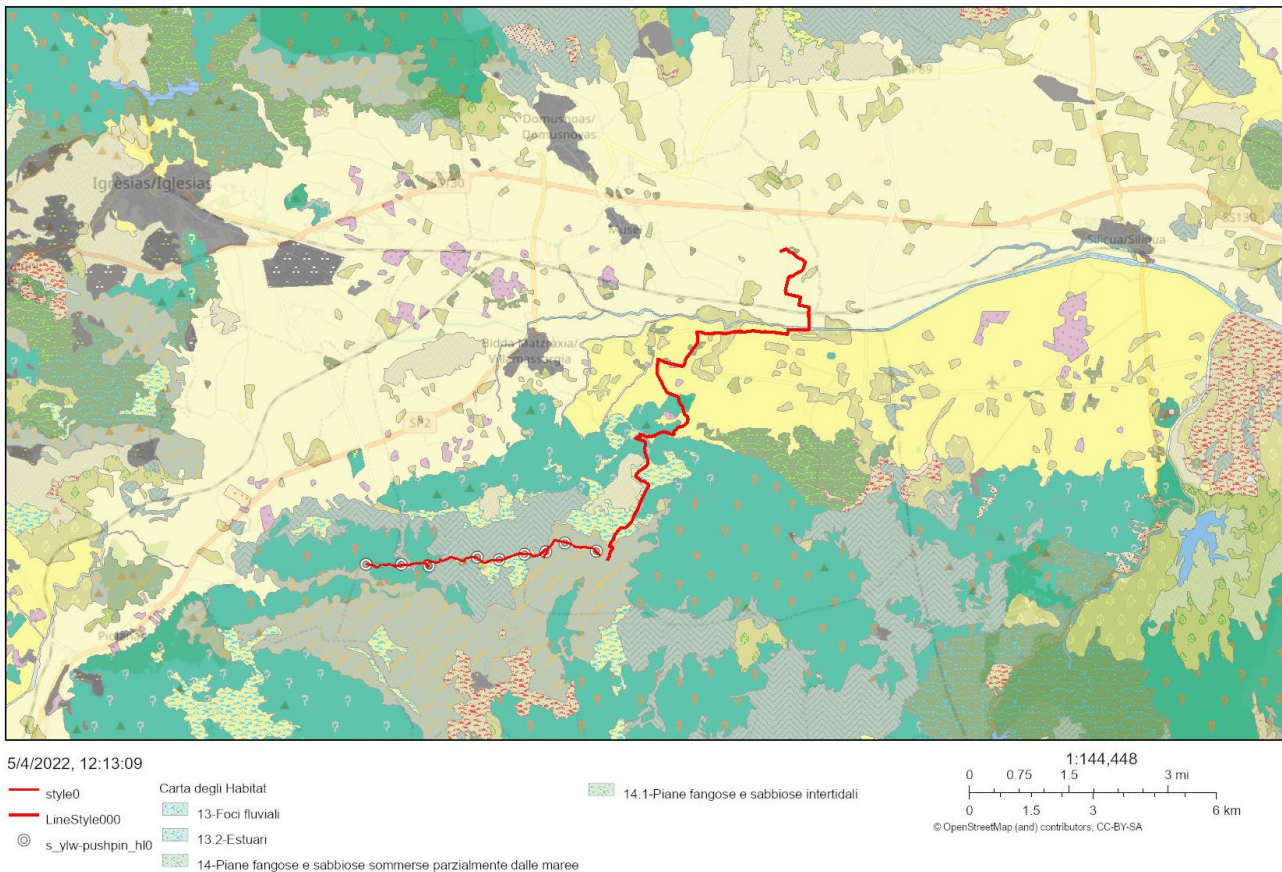 SP89
Domusnoas/
Domusnovas
Igrèsias/Iglesias
SS130
SS130
Musei
Siliqua/Siliqua
Bidda Matzràxia/
Villamassargia
SP2
5/4/2022, 12:13:09
style0
LineStyle000
s_ylw-pushpin_hl0
Carta degli Habitat
13-Foci fluviali
13.2-Estuari
14-Piane fangose e sabbiose sommerse parzialmente dalle maree
14.1-Piane fangose e sabbiose intertidali
1:144,448
0 0.75 1.5 3 mi
0 1.5 3 6 km
© OpenStreetMap (and) contributors, CC-BY-SA